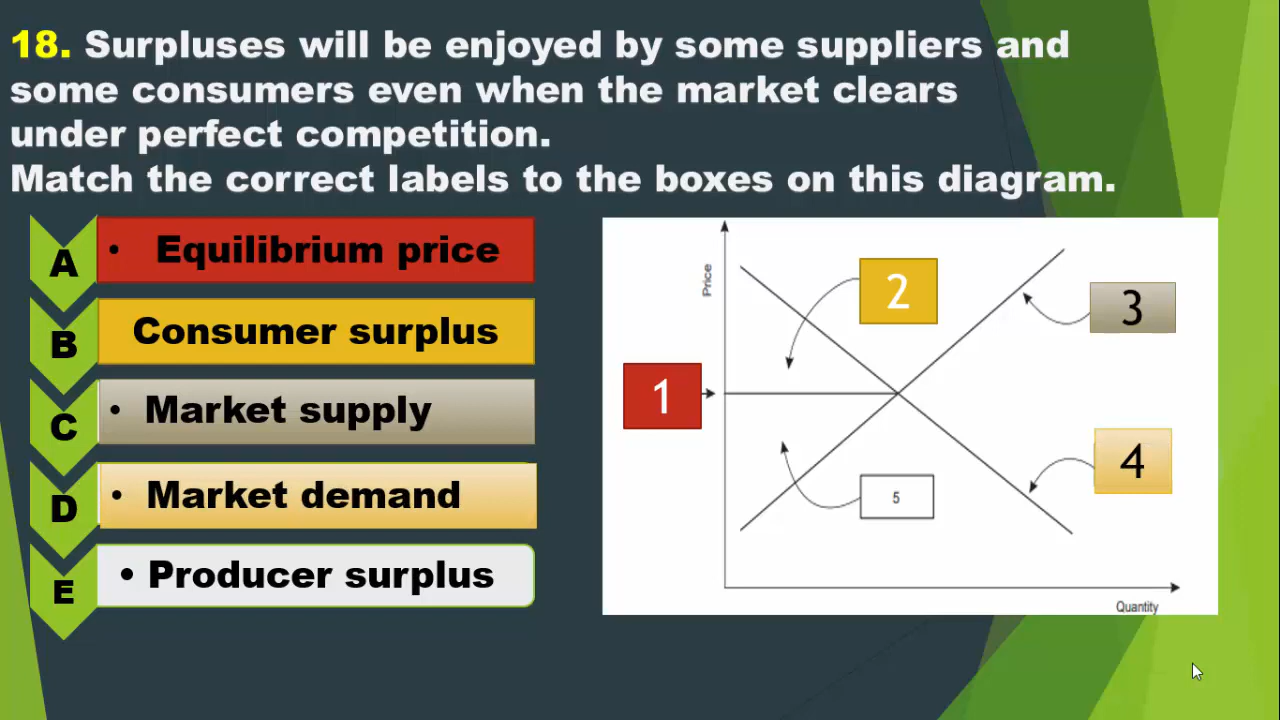 18. Surpluses will be enjoyed by some suppliers and
some consumers even when the market clears
under perfect competition.
Match the correct labels to the boxes on this diagram.
A
• Equilibrium price
B
Consumer surplus
C
• Market supply
D
• Market demand
E
• Producer surplus
Price
2
3
1
4
5
Quantity